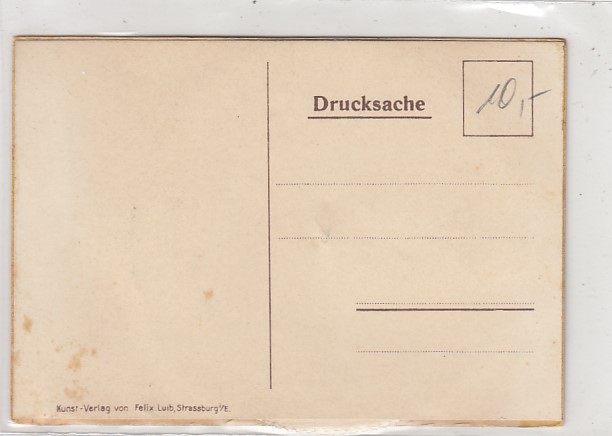 Drucksache
10,-
Kunst-Verlag von Felix Luib, Strassburg i/E.